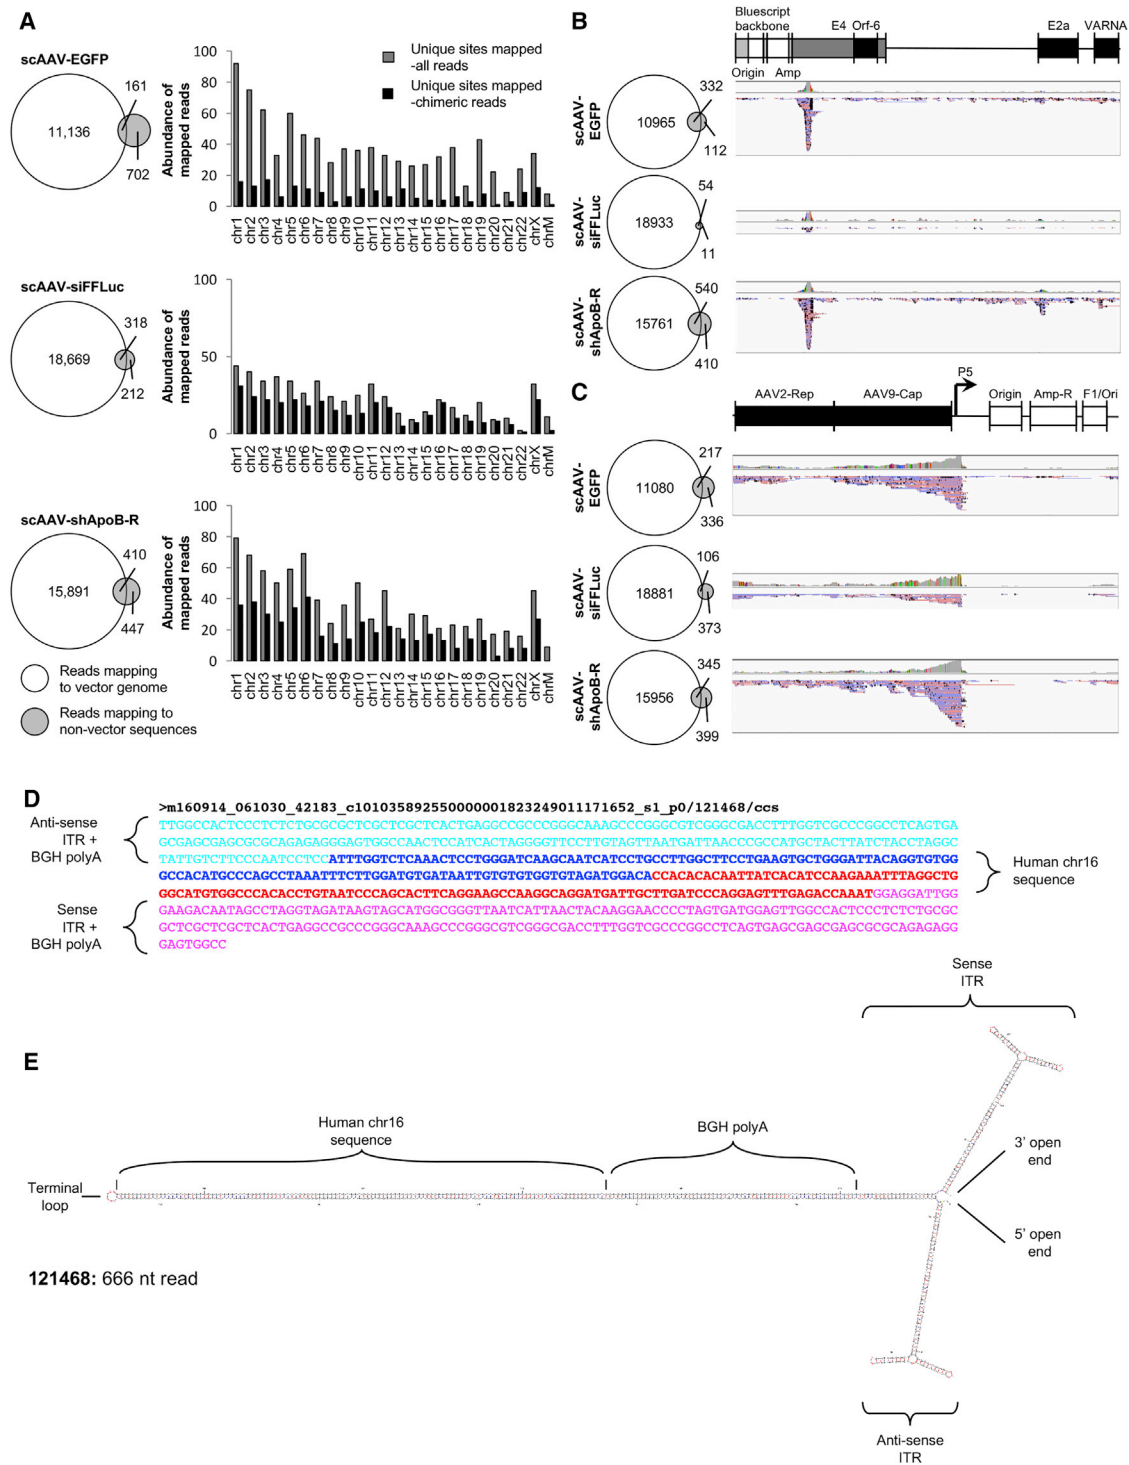 A
scAAV-EGFP
161
11,136
702
Abundance of
mapped reads
100
80
60
40
20
0
Unique sites mapped
-all reads
Unique sites mapped
-chimeric reads
chr1
chr2
chr3
chr4
chr5
chr6
chr7
chr8
chr9
chr10
chr11
chr12
chr13
chr14
chr15
chr16
chr17
chr18
chr19
chr20
chr21
chr22
chrX
chrM
scAAV-siFFLuc
318
18,669
212
Abundance of
mapped reads
100
50
0
chr1
chr2
chr3
chr4
chr5
chr6
chr7
chr8
chr9
chr10
chr11
chr12
chr13
chr14
chr15
chr16
chr17
chr18
chr19
chr20
chr21
chr22
chrX
chrM
scAAV-shApoB-R
410
15,891
447
Abundance of
mapped reads
100
80
60
40
20
0
chr1
chr2
chr3
chr4
chr5
chr6
chr7
chr8
chr9
chr10
chr11
chr12
chr13
chr14
chr15
chr16
chr17
chr18
chr19
chr20
chr21
chr22
chrX
chrM
Reads mapping
to vector genome
Reads mapping to
non-vector sequences
B
Bluescript
backbone
E4
Orf-6
E2a
VARNA
Origin
Amp
scAAV-
EGFP
332
10965
112
scAAV-
siFFLuc
54
18933
11
scAAV-
shApoB-R
540
15761
410
C
P5
AAV2-Rep
AAV9-Cap
Origin
Amp-R
F1/Ori
scAAV-
EGFP
217
11080
336
scAAV-
siFFLuc
106
18881
373
scAAV-
shApoB-R
345
15956
399
D
Anti-sense
ITR +
BGH polyA
TTGGCCACTCCCTCTCTGCGCGCTCGCTCGCTCACTGAGGCCGCCCGGGCAAAGCCCGGGCGTCGGGCGACCTTTGGTCGCCCGGCCTCAGTGA
GCGAGCGAGCGCGCAGAGAGGGAGTGGCCAACTCCATCACTAGGGGTTCCTTGTAGTTAATGATTAACCCGCCATGCTACTTATCTACCTAGGC
TATTGTCTTCCCAATCCTCCATTTGGTCTCAAACTCCTGGGATCAAGCAATCATCCTGCCTTGGCTTCCTGAAGTGCTGGGATTACAGGTGTGG
GCCACATGCCCAGCCTAAATTTCTTGGATGTGATAATTGTGTGTGGTGTAGATGGACACCACACACAATTATCACATCCAAGAAATTTAGGCTG
GGCATGTGGCCCACACCTGTAATCCCAGCACTTCAGGAAGCCAAGGCAGGATGATTGCTTGATCCCAGGAGTTTGAGACCAAATGGAGGATTGG
GAAGACAATAGCCTAGGTAGATAAGTAGCATGGCGGGTTAATCATTAACTACAAGGAACCCCTAGTGATGGAGTTGGCCACTCCCTCTCTGCGC
GCTCGCTCGCTCACTGAGGCCGCCCGGGCAAAGCCCGGGCGTCGGGCGACCTTTGGTCGCCCGGCCTCAGTGAGCGAGCGAGCGCGCAGAGAGG
GAGTGGCC
Human chr16
sequence
Sense
ITR +
BGH polyA
E
Sense
ITR
Human chr16
sequence
BGH polyA
Terminal
loop
3' open
end
5' open
end
121468: 666 nt read
Anti-sense
ITR